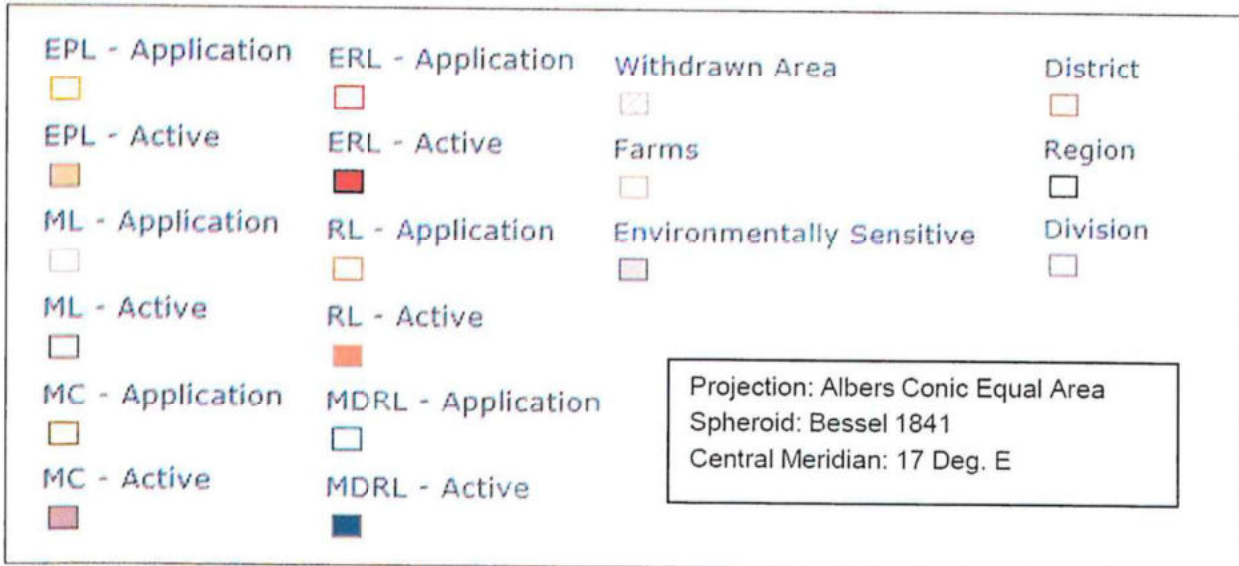 EPL - Application
EPL - Active
ML - Application
ML - Active
MC - Application
MC - Active
ERL - Application
ERL - Active
RL - Application
RL - Active
MDRL - Application
MDRL - Active
Withdrawn Area
Farms
Environmentally Sensitive
District
Region
Division
Projection: Albers Conic Equal Area
Spheroid: Bessel 1841
Central Meridian: 17 Deg. E